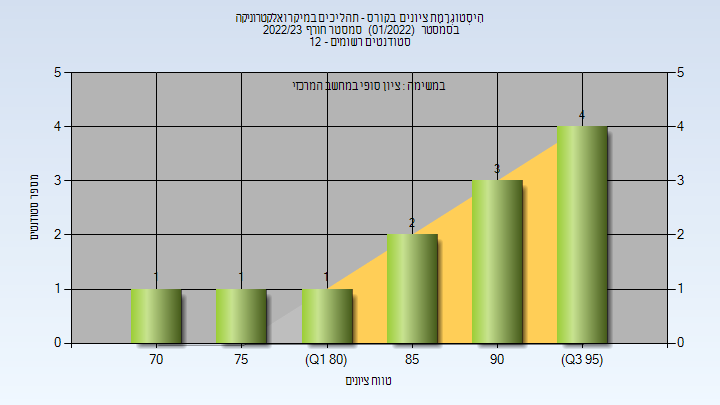 הִיסְטוֹגְרָמַת ציונים בקורס - תהליכים במיקרואלקטרוניקה
בסמסטר (01/2022) סמסטר חורף 2022/23
סטודנטים רשומים - 12
במשימה : ציון סופי במחשב המרכזי
מספר סטודנטים
5 5
4 4
3 3
2 2
1 1
0 0
1 1 1 2 3 4
70 75 (Q1 80) 85 90 (Q3 95)
טווח ציונים